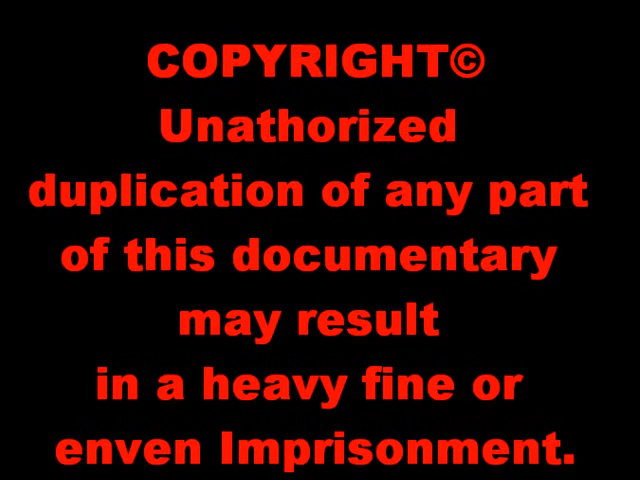 COPYRIGHT©
Unathorized
duplication of any part
of this documentary
may result
in a heavy fine or
enven Imprisonment.